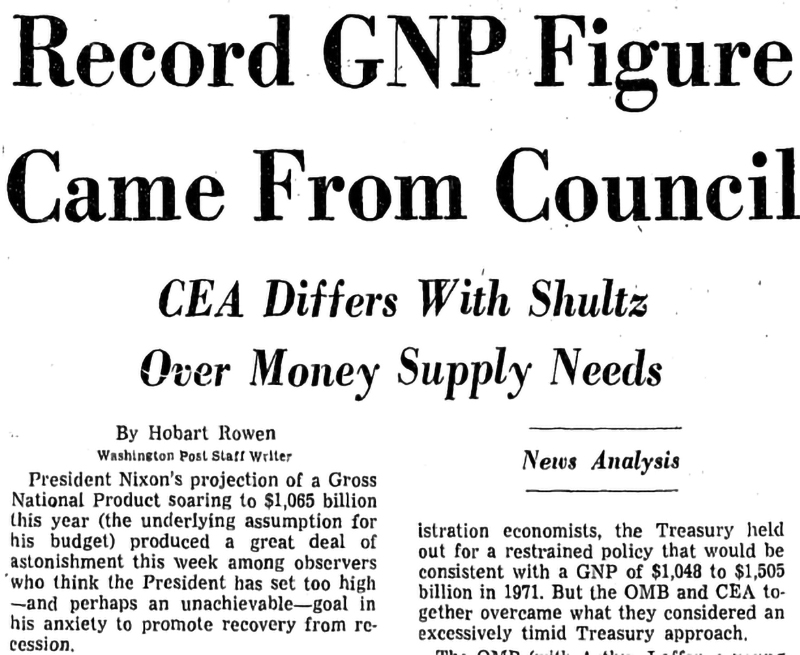 Record GNP Figure
Came From Council
CEA Differs With Shultz
Over Money Supply Needs
By Hobart Rowen
Washington Post Staff Writer
President Nixon's projection of a Gross
National Product soaring to $1,065 billion
this year (the underlying assumption for
his budget) produced a great deal of
astonishment this week among observers
who think the President has set too high
—and perhaps an unachievable—goal in
his anxiety to promote recovery from re-
cession.
News Analysis
istration economists, the Treasury held
out for a restrained policy that would be
consistent with a GNP of $1,048 to $1,505
billion in 1971. But the OMB and CEA to-
gether overcame what they considered an
excessively timid Treasury approach.